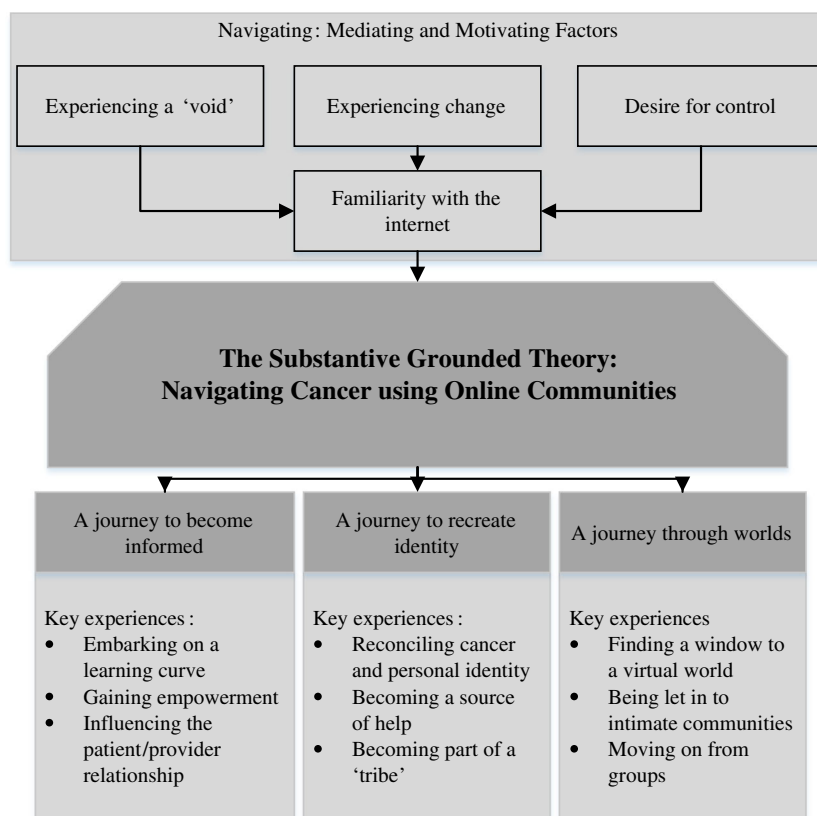 Navigating: Mediating and Motivating Factors
Experiencing a ‘void’
Experiencing change
Desire for control
Familiarity with the
internet
The Substantive Grounded Theory:
Navigating Cancer using Online Communities
A journey to become
informed
Key experiences :
• Embarking on a
learning curve
• Gaining empowerment
• Influencing the
patient/provider
relationship
A journey to recreate
identity
Key experiences :
• Reconciling cancer
and personal identity
• Becoming a source
of help
• Becoming part of a
‘tribe’
A journey through worlds
Key experiences
• Finding a window to
a virtual world
• Being let in to
intimate communities
• Moving on from
groups